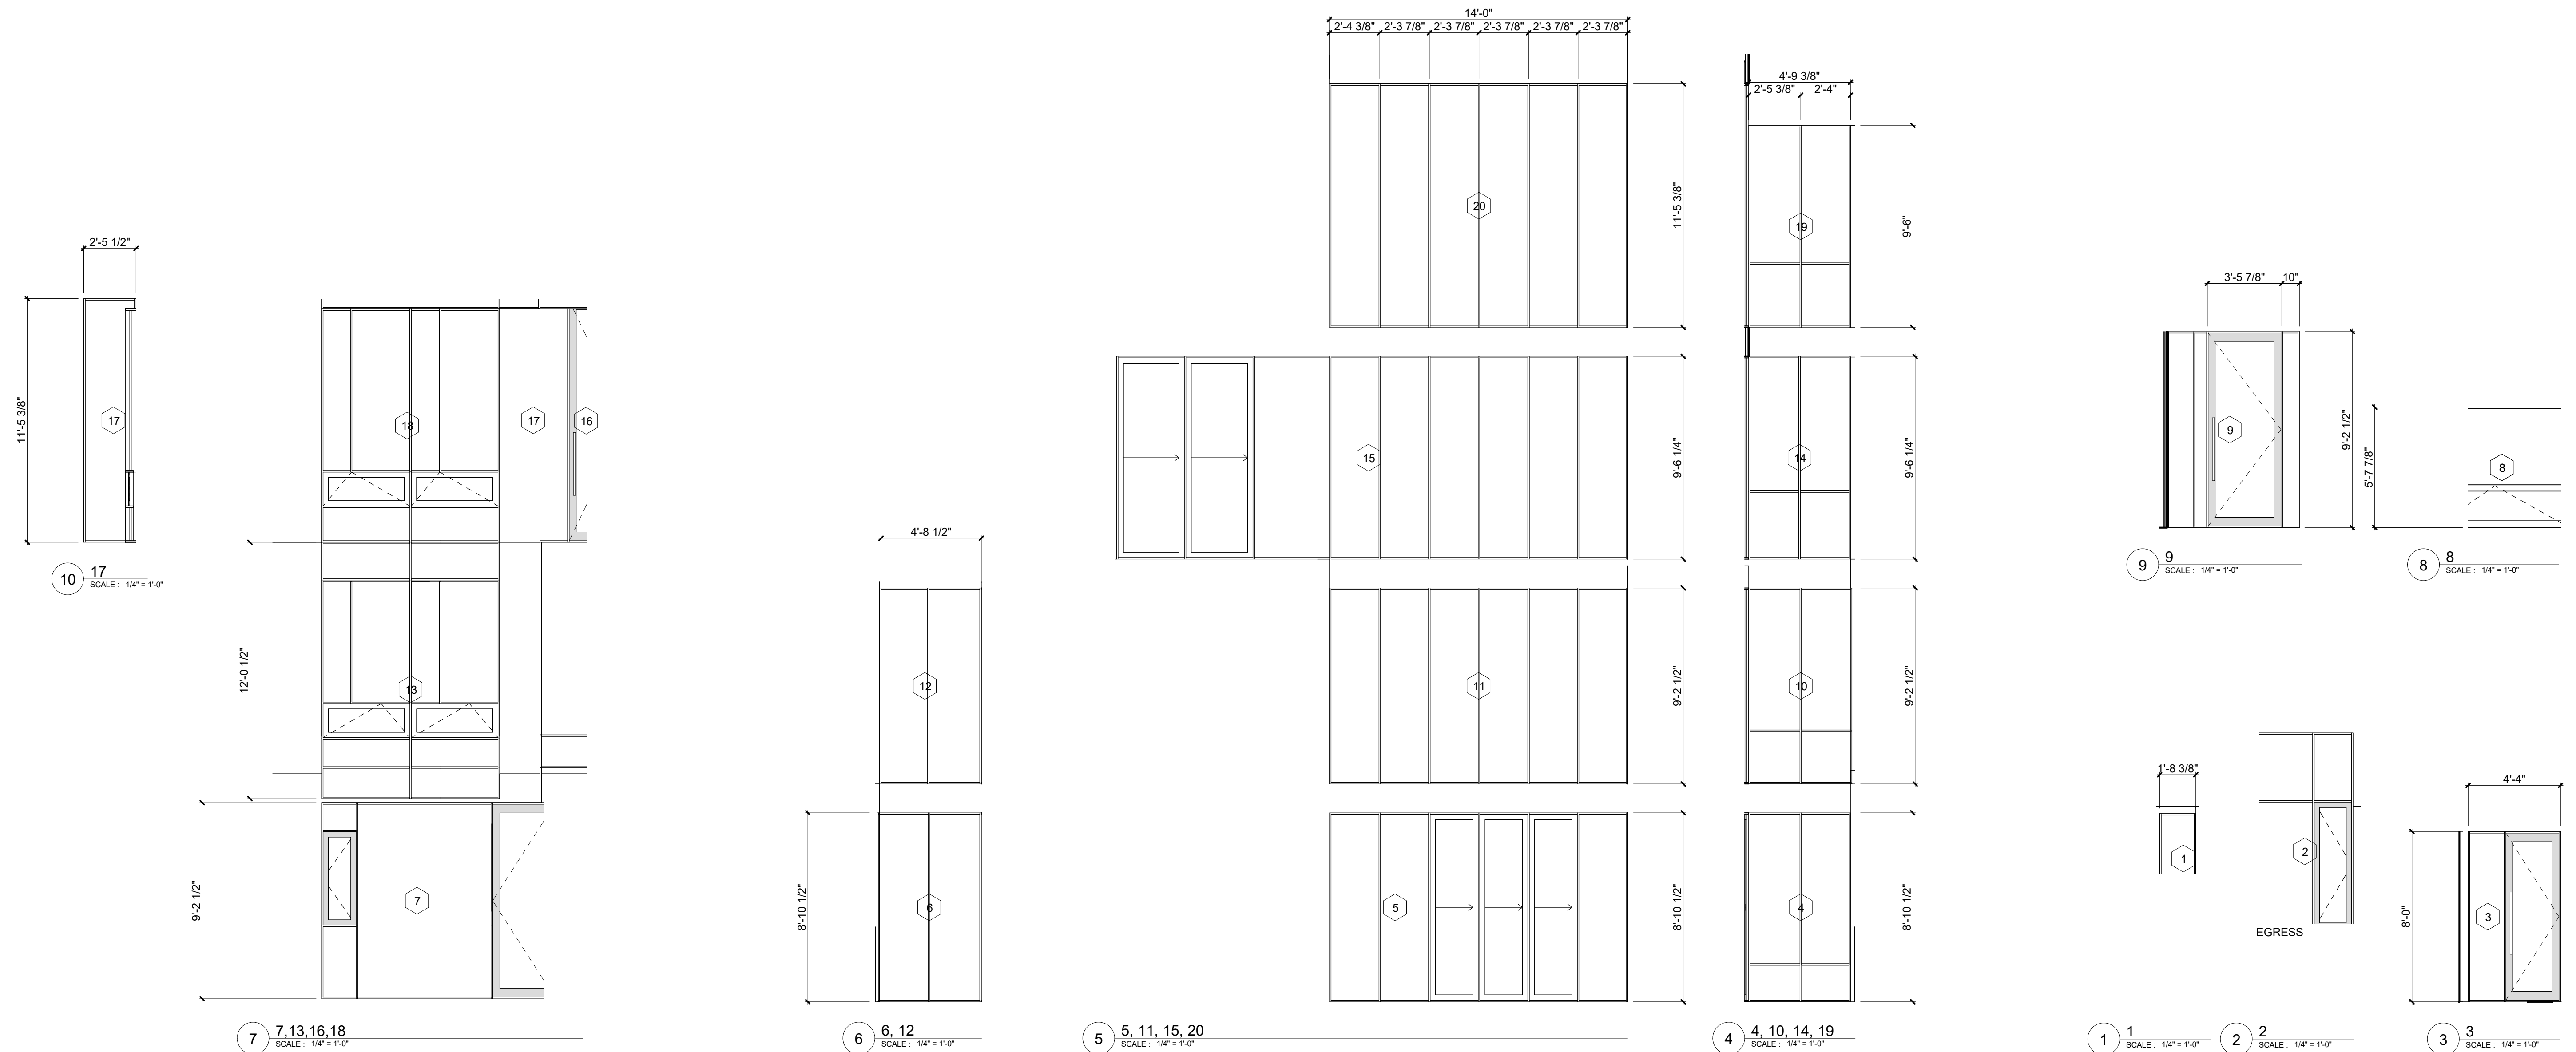 14'-0"
2'-4 3/8" 2'-3 7/8" 2'-3 7/8" 2'-3 7/8" 2'-3 7/8" 2'-3 7/8"
20
11'-5 3/8"
15
9'-6 1/4"
11
9'-2 1/2"
5
8'-10 1/2"
5 5, 11, 15, 20
SCALE : 1/4" = 1'-0"
4'-9 3/8"
2'-5 3/8" 2'-4"
19
9'-6"
14
9'-6 1/4"
10
9'-2 1/2"
4
8'-10 1/2"
4 4, 10, 14, 19
SCALE : 1/4" = 1'-0"
2'-5 1/2"
11'-5 3/8"
17
10 17
SCALE : 1/4" = 1'-0"
18
17
16
12'-0 1/2"
13
9'-2 1/2"
7
7 7,13,16,18
SCALE : 1/4" = 1'-0"
4'-8 1/2"
12
8'-10 1/2"
6
6 6, 12
SCALE : 1/4" = 1'-0"
3'-5 7/8" 10"
9
9'-2 1/2"
9 9
SCALE : 1/4" = 1'-0"
5'-7 7/8"
8
8 8
SCALE : 1/4" = 1'-0"
1'-8 3/8"
1
1 1
SCALE : 1/4" = 1'-0"
2
EGRESS
2 2
SCALE : 1/4" = 1'-0"
4'-4"
8'-0"
3
3 3
SCALE : 1/4" = 1'-0"